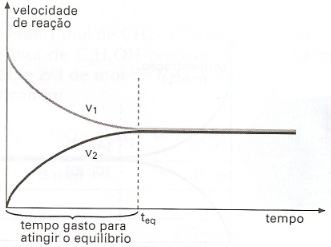 velocidade
de reação
v1
v2
teq
tempo
tempo gasto para
atingir o equilíbrio